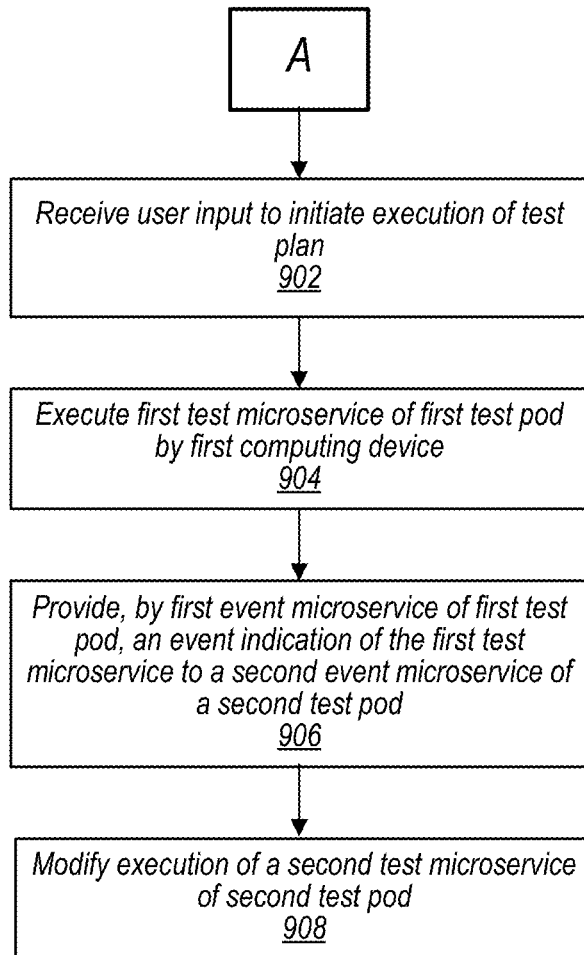 A
Receive user input to initiate execution of test
plan
902
Execute first test microservice of first test pod
by first computing device
904
Provide, by first event microservice of first test
pod, an event indication of the first test
microservice to a second event microservice of
a second test pod
906
Modify execution of a second test microservice
of second test pod
908